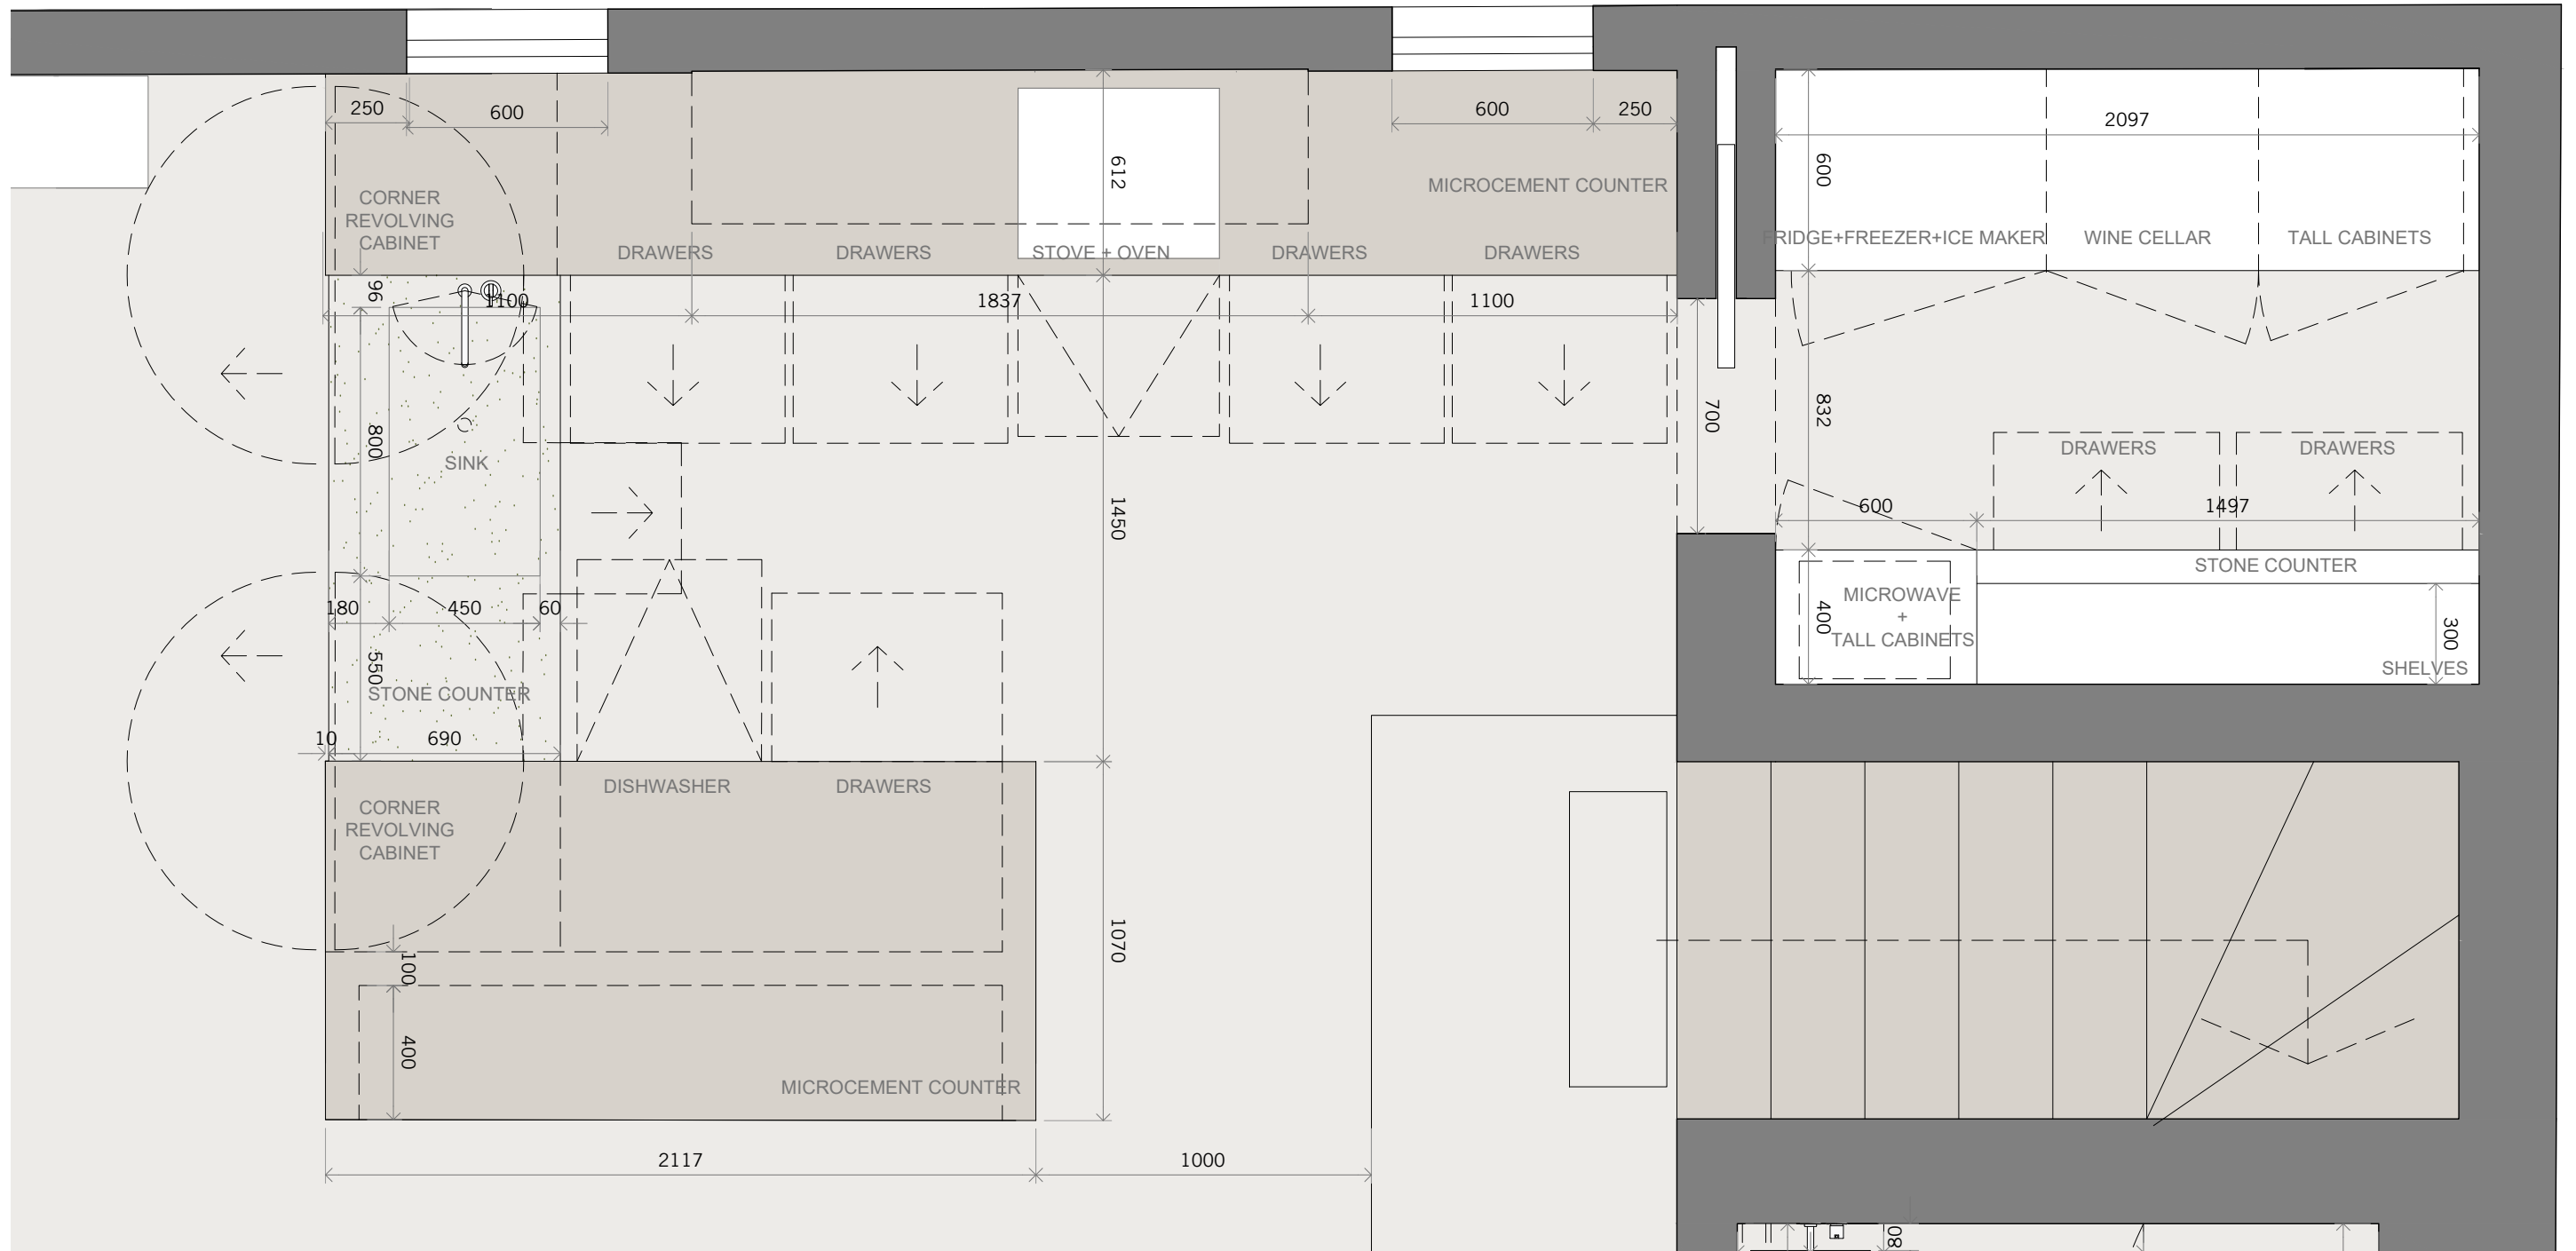 250
600
600
250
2097
612
600
CORNER
REVOLVING
CABINET
MICROCEMENT COUNTER
DRAWERS
DRAWERS
STOVE + OVEN
DRAWERS
DRAWERS
FRIDGE+FREEZER+ICE MAKER
WINE CELLAR
TALL CABINETS
96
1100
1837
1100
700
832
800
SINK
1450
DRAWERS
DRAWERS
600
1497
STONE COUNTER
180
450
60
MICROWAVE
+
TALL CABINETS
400
300
SHELVES
550
STONE COUNTER
10
690
DISHWASHER
DRAWERS
CORNER
REVOLVING
CABINET
1070
100
400
MICROCEMENT COUNTER
2117
1000
80